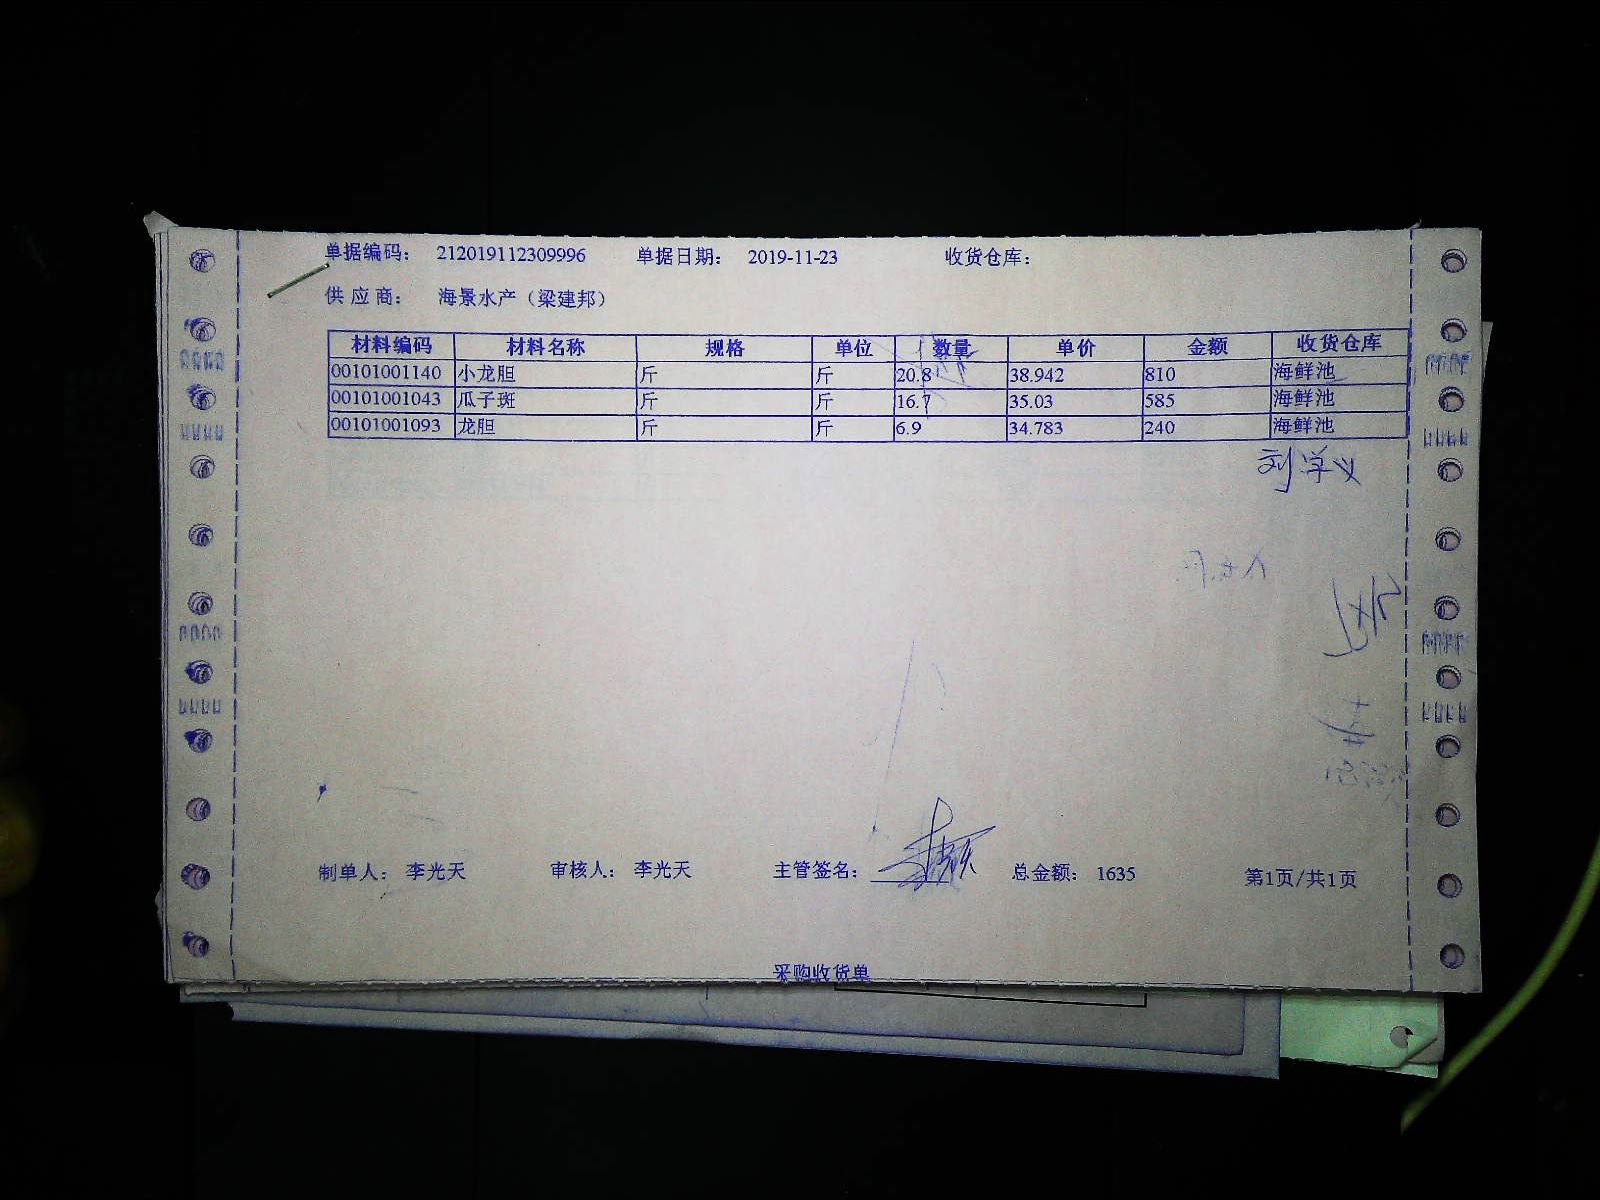 单据编码： 212019112309996 单据日期： 2019-11-23 收货仓库：
供应商： 海景水产（梁建邦）
材料编码 材料名称 规格 单位 数量 单价 金额 收货仓库
00101001140 小龙胆 斤 斤 20.8 38.942 810 海鲜池
00101001043 瓜子斑 斤 斤 16.7 35.03 585 海鲜池
00101001093 龙胆 斤 斤 6.9 34.783 240 海鲜池
刘学义
制单人： 李光天 审核人： 李光天 主管签名： 总金额： 1635 第1页/共1页
采购收货单